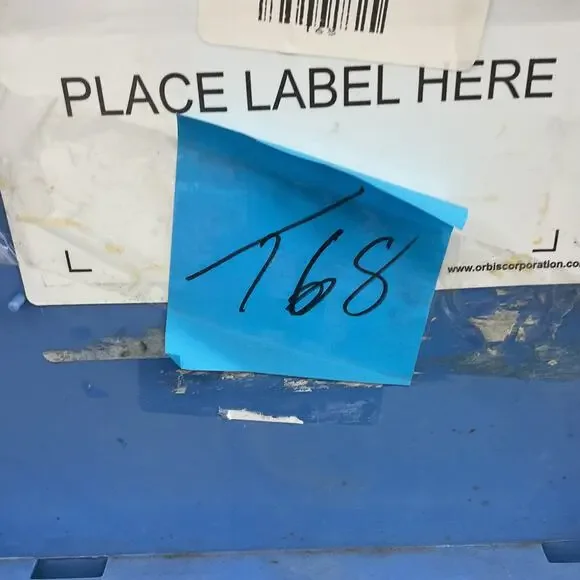 PLACE LABEL HERE
T68
www.orbiscorporation.co